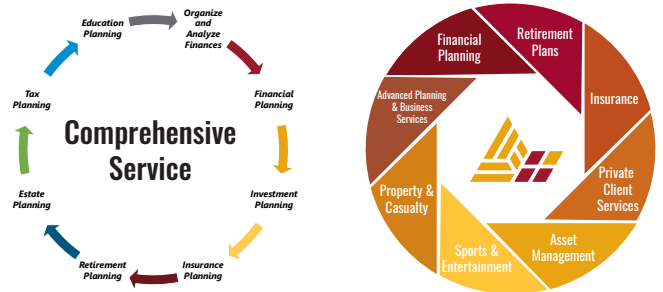 Organize
and
Analyze
Finances
Financial
Planning
Investment
Planning
Insurance
Planning
Retirement
Planning
Estate
Planning
Tax
Planning
Education
Planning
Comprehensive
Service
Financial
Planning
Retirement
Plans
Insurance
Private
Client
Services
Asset
Management
Sports &
Entertainment
Property &
Casualty
Advanced Planning
& Business
Services